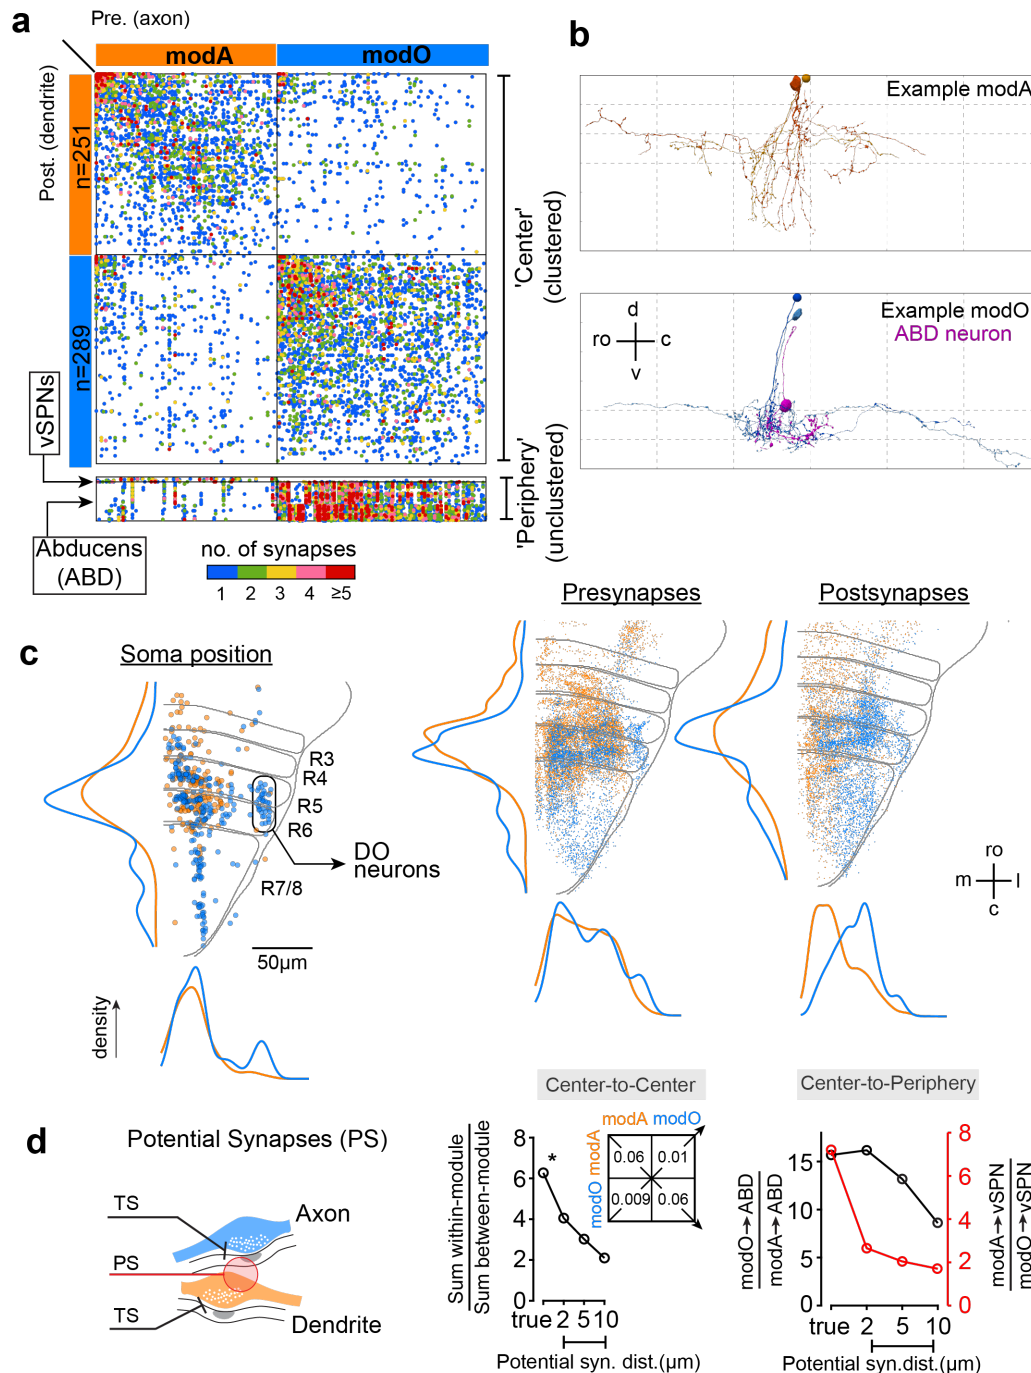 a
Pre. (axon)
modA
modO
Post. (dendrite)
n=251
n=289
'Center'
(clustered)
vSPNs
Abducens
(ABD)
'Periphery'
(unclustered)
no. of synapses
1 2 3 4 ≥5
b
Example modA
Example modO
ABD neuron
d
ro c
v
c
Soma position
R3
R4
R5
R6
R7/8
DO
neurons
50µm
density
Presynapses
Postsynapses
ro
m l
c
d
Potential Synapses (PS)
TS
Axon
PS
TS
Dendrite
Center-to-Center
Sum within-module
Sum between-module
8
6
4
2
0
*
modA modO
modO modA
0.06 0.01
0.009 0.06
true 2 5 10
Potential syn. dist.(µm)
Center-to-Periphery
modO→ABD
modA→ABD
15
10
5
0
8
6
4
2
0
modA→vSPN
modO→vSPN
true 2 5 10
Potential syn.dist.(µm)